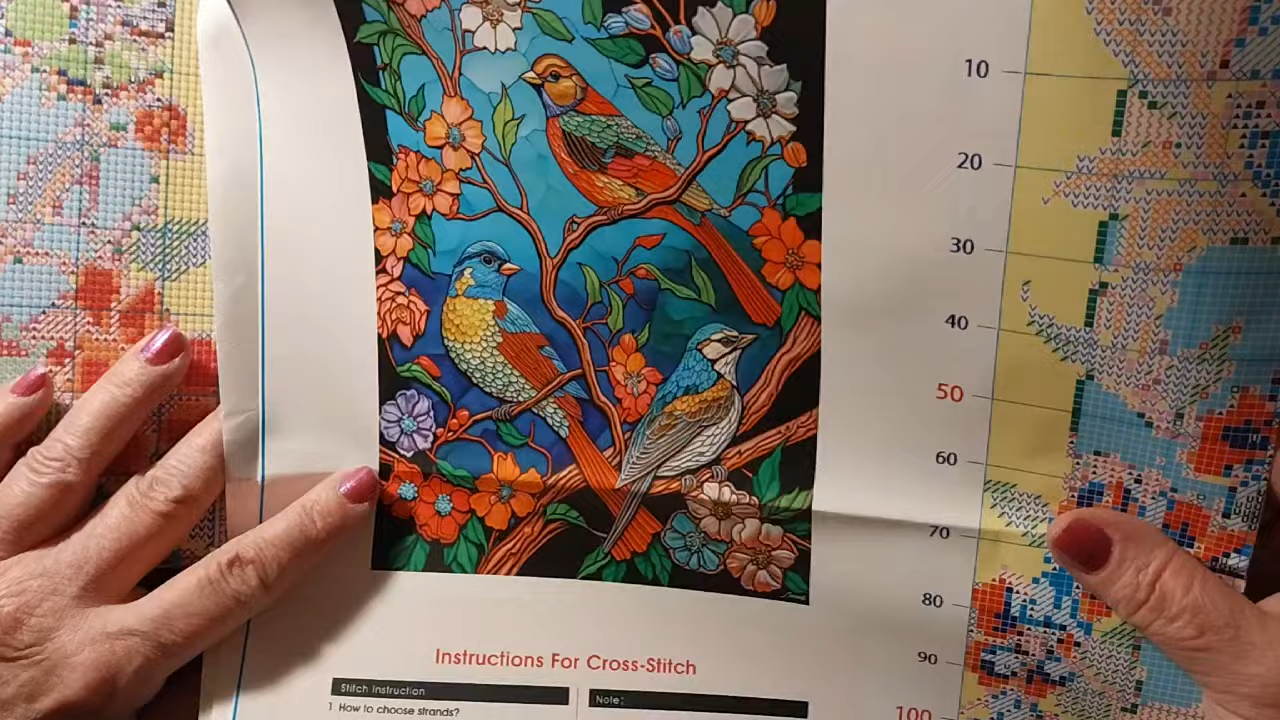 10
20
30
40
50
60
70
80
90
100
Instructions For Cross-Stitch
Stitch Instruction
Note:
1 How to choose strands?